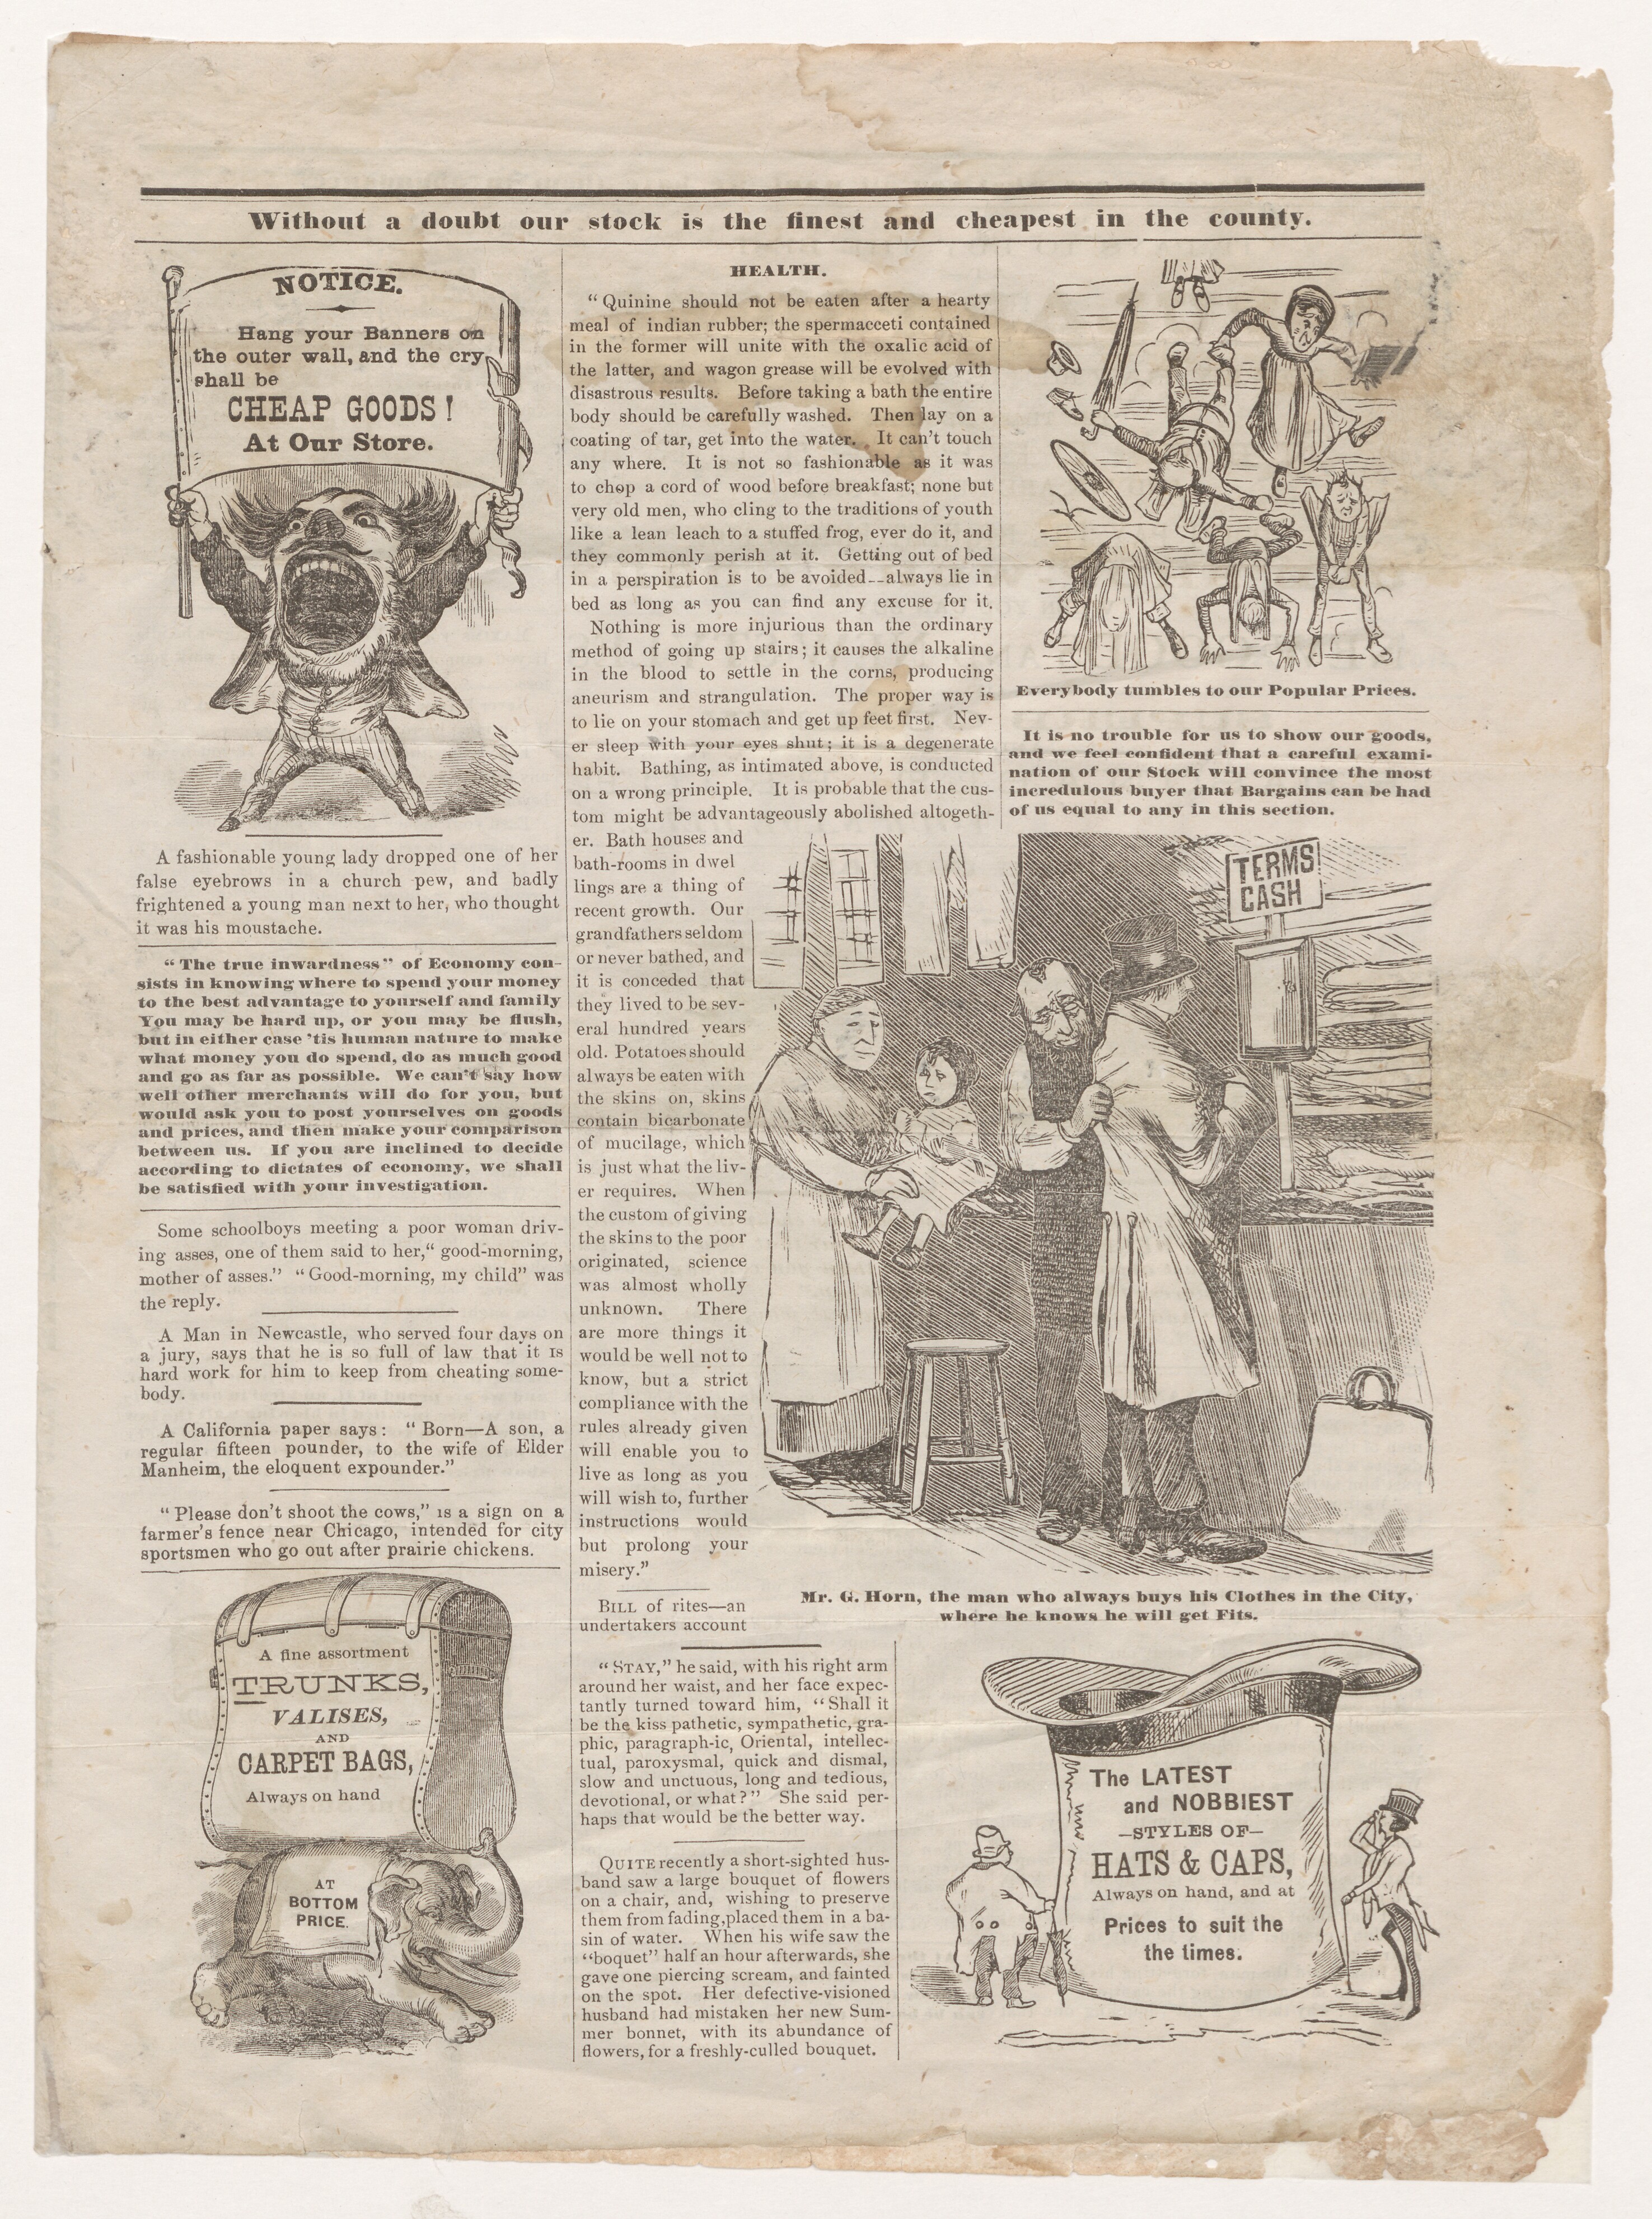 Without a doubt our stock is the finest and cheapest in the county.
NOTICE.
Hang your Banners on
the outer wall, and the cry
shall be
CHEAP GOODS!
At Our Store.
A fashionable young lady dropped one of her
false eyebrows in a church pew, and badly
frightened a young man next to her, who thought
it was his moustache.
"The true inwardness" of Economy con-
sists in knowing where to spend your money
to the best advantage to yourself and family
You may be hard up, or you may be flush,
but in either case 'tis human nature to make
what money you do spend, do as much good
and go as far as possible. We can't say how
well other merchants will do for you, but
would ask you to post yourselves on goods
and prices, and then make your comparison
between us. If you are inclined to decide
according to dictates of economy, we shall
be satisfied with your investigation.
Some schoolboys meeting a poor woman driv-
ing asses, one of them said to her, "good-morning,
mother of asses." "Good-morning, my child" was
the reply.
A Man in Newcastle, who served four days on
a jury, says that he is so full of law that it is
hard work for him to keep from cheating some-
body.
A California paper says: "Born—A son, a
regular fifteen pounder, to the wife of Elder
Manheim, the eloquent expounder."
"Please don't shoot the cows," is a sign on a
farmer's fence near Chicago, intended for city
sportsmen who go out after prairie chickens.
A fine assortment
TRUNKS,
VALISES,
AND
CARPET BAGS,
Always on hand
AT
BOTTOM
PRICE.
HEALTH.
"Quinine should not be eaten after a hearty
meal of indian rubber; the spermacceti contained
in the former will unite with the oxalic acid of
the latter, and wagon grease will be evolved with
disastrous results. Before taking a bath the entire
body should be carefully washed. Then lay on a
coating of tar, get into the water. It can't touch
any where. It is not so fashionable as it was
to chop a cord of wood before breakfast; none but
very old men, who cling to the traditions of youth
like a lean leach to a stuffed frog, ever do it, and
they commonly perish at it. Getting out of bed
in a perspiration is to be avoided--always lie in
bed as long as you can find any excuse for it.
Nothing is more injurious than the ordinary
method of going up stairs; it causes the alkaline
in the blood to settle in the corns, producing
aneurism and strangulation. The proper way is
to lie on your stomach and get up feet first. Nev-
er sleep with your eyes shut; it is a degenerate
habit. Bathing, as intimated above, is conducted
on a wrong principle. It is probable that the cus-
tom might be advantageously abolished altogeth-
er. Bath houses and
bath-rooms in dwel
lings are a thing of
recent growth. Our
grandfathers seldom
or never bathed, and
it is conceded that
they lived to be sev-
eral hundred years
old. Potatoes should
always be eaten with
the skins on, skins
contain bicarbonate
of mucilage, which
is just what the liv-
er requires. When
the custom of giving
the skins to the poor
originated, science
was almost wholly
unknown. There
are more things it
would be well not to
know, but a strict
compliance with the
rules already given
will enable you to
live as long as you
will wish to, further
instructions would
but prolong your
misery."
BILL of rites—an
undertakers account
"STAY," he said, with his right arm
around her waist, and her face expec-
tantly turned toward him, "Shall it
be the kiss pathetic, sympathetic, gra-
phic, paragraph-ic, Oriental, intellec-
tual, paroxysmal, quick and dismal,
slow and unctuous, long and tedious,
devotional, or what?" She said per-
haps that would be the better way.
QUITE recently a short-sighted hus-
band saw a large bouquet of flowers
on a chair, and, wishing to preserve
them from fading,placed them in a ba-
sin of water. When his wife saw the
"boquet" half an hour afterwards, she
gave one piercing scream, and fainted
on the spot. Her defective-visioned
husband had mistaken her new Sum-
mer bonnet, with its abundance of
flowers, for a freshly-culled bouquet.
Everybody tumbles to our Popular Prices.
It is no trouble for us to show our goods,
and we feel confident that a careful exami-
nation of our Stock will convince the most
incredulous buyer that Bargains can be had
of us equal to any in this section.
TERMS
CASH
Mr. G. Horn, the man who always buys his Clothes in the City,
where he knows he will get Fits.
The LATEST
and NOBBIEST
—STYLES OF—
HATS & CAPS,
Always on hand, and at
Prices to suit the
the times.